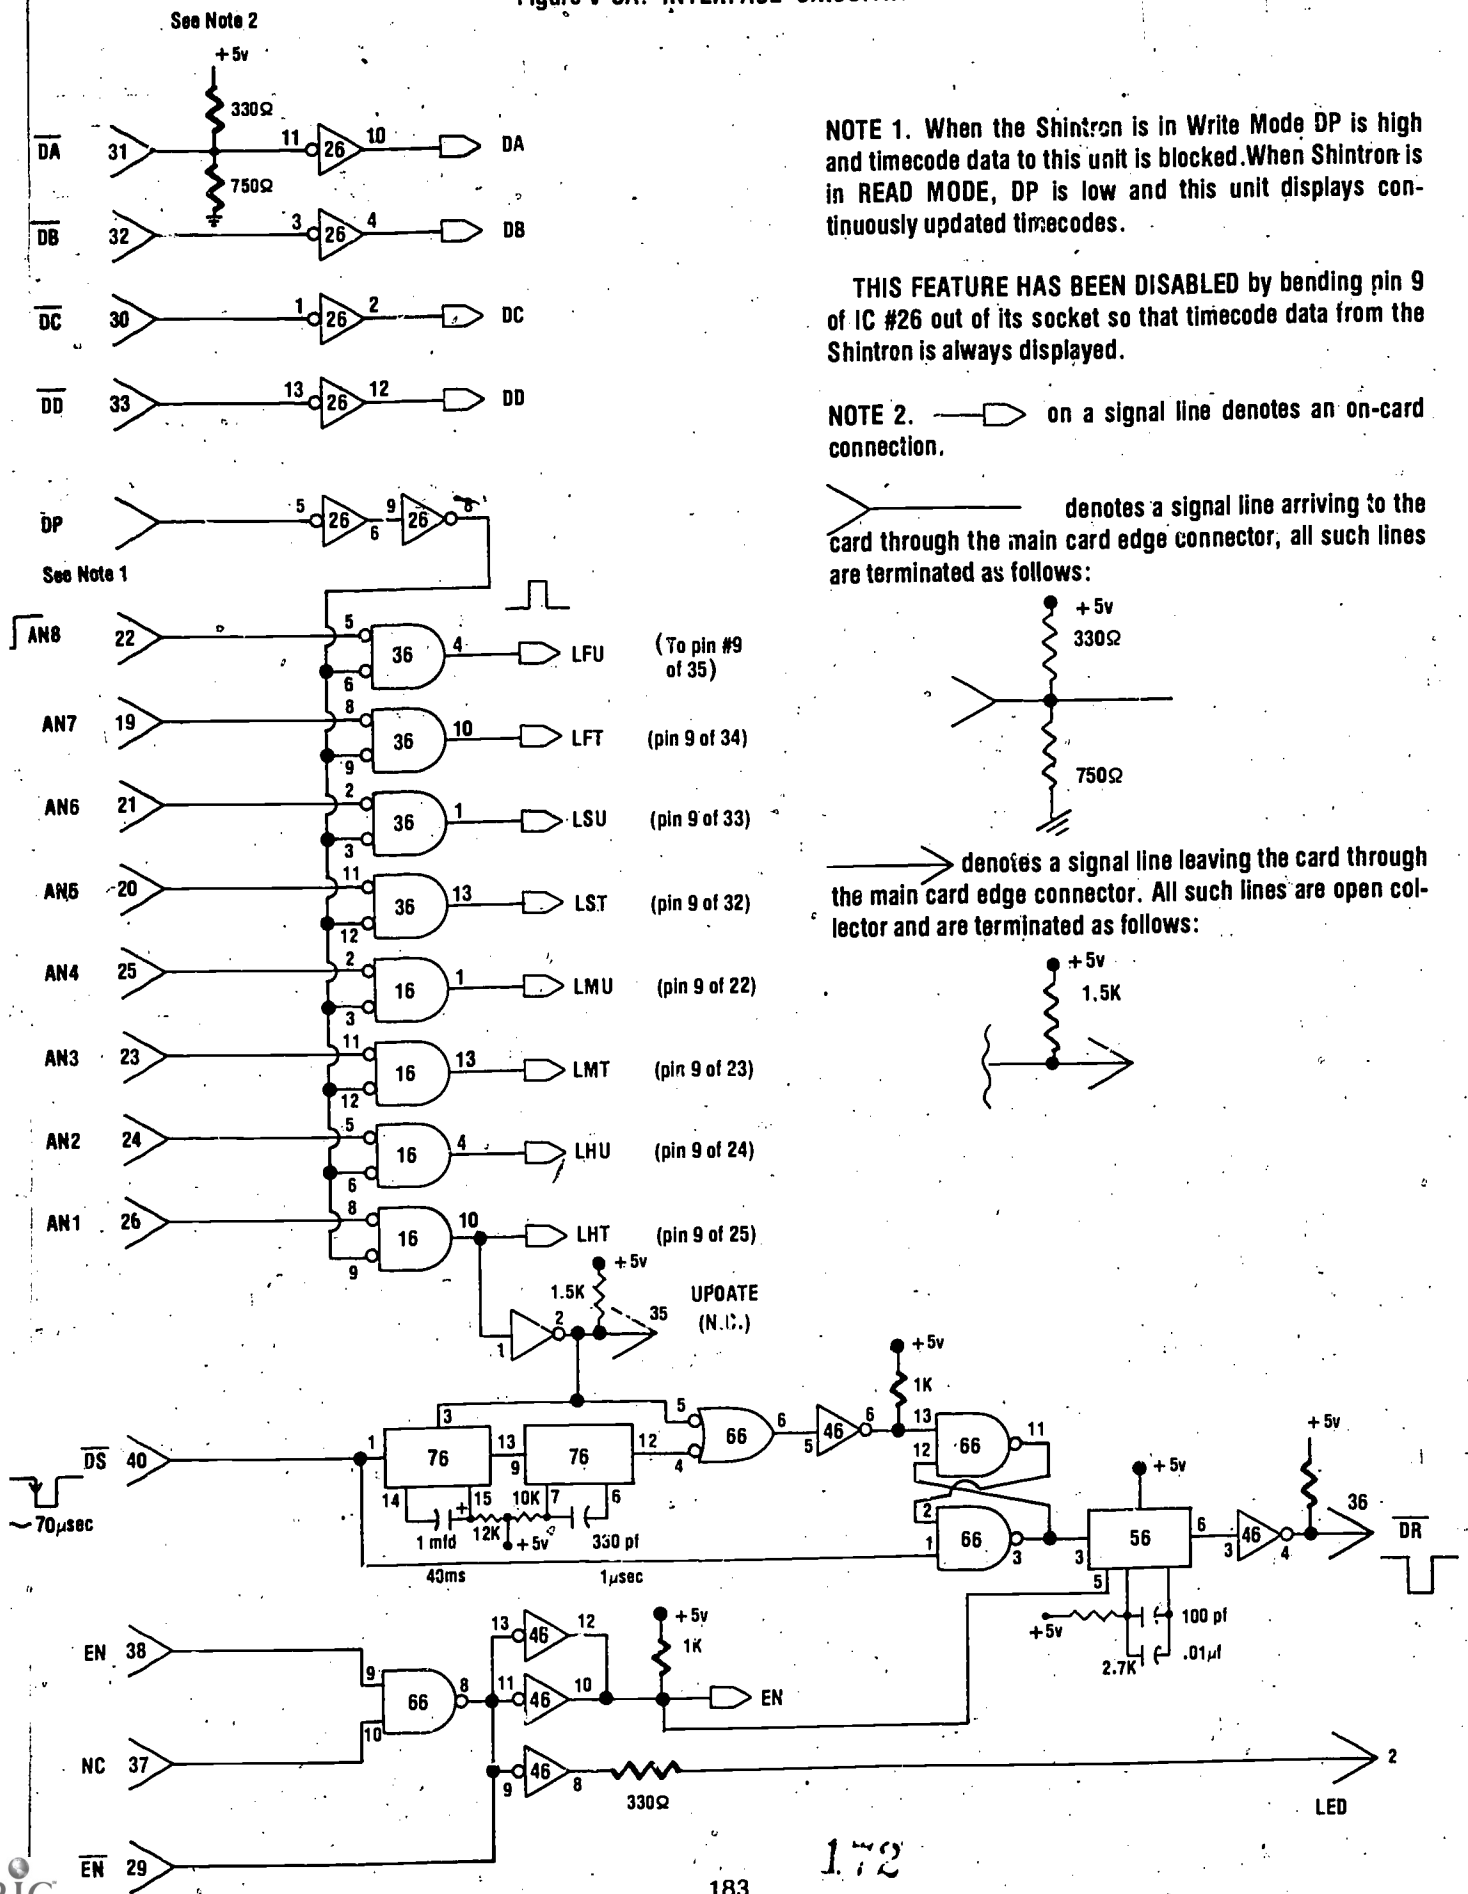 See Note 2
+5v
330Ω
DA 31 11 26 10 DA
750Ω
DB 32 3 26 4 DB
DC 30 1 26 2 DC
DD 33 13 26 12 DD
DP 5 26 6 9 26 8
See Note 1
AN8 22 5 6 36 4 LFU (To pin #9
of 35)
AN7 19 8 9 36 10 LFT (pin 9 of 34)
AN6 21 2 3 36 1 LSU (pin 9 of 33)
AN5 20 11 12 36 13 LST (pin 9 of 32)
AN4 25 2 3 16 1 LMU (pin 9 of 22)
AN3 23 11 12 16 13 LMT (pin 9 of 23)
AN2 24 5 6 16 4 LHU (pin 9 of 24)
AN1 26 8 9 16 10 LHT (pin 9 of 25)
+5v
1.5K
1 2 35
UPDATE
(N.C.)
NOTE 1. When the Shintron is in Write Mode DP is high
and timecode data to this unit is blocked.When Shintron is
in READ MODE, DP is low and this unit displays con-
tinuously updated timecodes.
THIS FEATURE HAS BEEN DISABLED by bending pin 9
of IC #26 out of its socket so that timecode data from the
Shintron is always displayed.
NOTE 2. on a signal line denotes an on-card
connection.
denotes a signal line arriving to the
card through the main card edge connector, all such lines
are terminated as follows:
+5v
330Ω
750Ω
denotes a signal line leaving the card through
the main card edge connector. All such lines are open col-
lector and are terminated as follows:
+5v
1.5K
DS 40 1 3 76 13 9 76 12
14 15 10K 7 6
1 mfd 12K +5v 330 pf
40ms 1μsec
~70μsec
5 4 66 6 5 46 6
+5v
1K
13 12 66 11
2 1 66 3
+5v
3 56 6 5
3 46 4
+5v
36
DR
+5v 100 pf
2.7K .01μf
EN 38 9
66 8
NC 37 10
13 46 12
11 46 10
+5v
1K
EN
9 46 8 330Ω 2
LED
EN 29
172
183